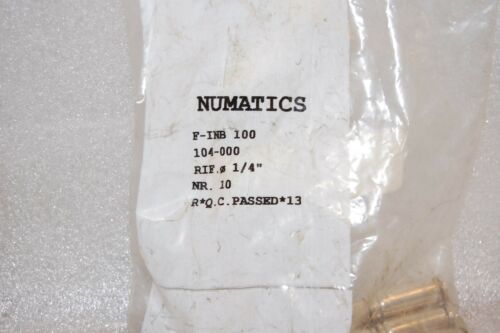 NUMATICS
F-INB 100
104-000
RIF.ø 1/4"
NR. 10
R*Q.C.PASSED*13